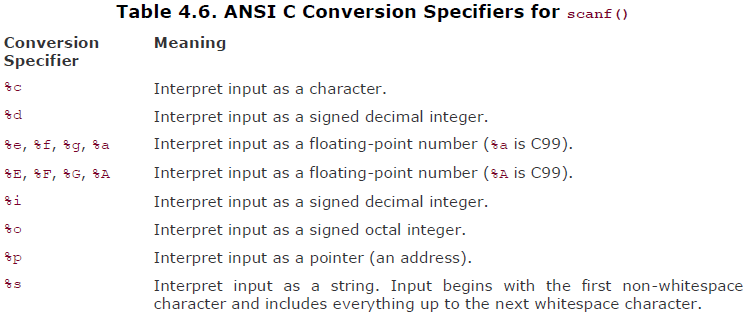 Table 4.6. ANSI C Conversion Specifiers for scanf()
Conversion Specifier Meaning
%c Interpret input as a character.
%d Interpret input as a signed decimal integer.
%e, %f, %g, %a Interpret input as a floating-point number (%a is C99).
%E, %F, %G, %A Interpret input as a floating-point number (%A is C99).
%i Interpret input as a signed decimal integer.
%o Interpret input as a signed octal integer.
%p Interpret input as a pointer (an address).
%s Interpret input as a string. Input begins with the first non-whitespace
character and includes everything up to the next whitespace character.